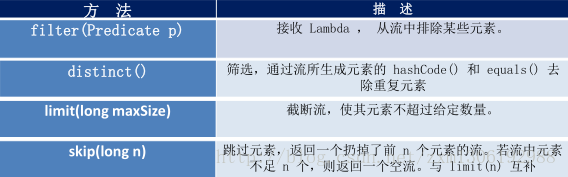 方 法
描 述
filter(Predicate p)
接收 Lambda ， 从流中排除某些元素。
distinct()
筛选，通过流所生成元素的 hashCode() 和 equals() 去
除重复元素
limit(long maxSize)
截断流，使其元素不超过给定数量。
skip(long n)
跳过元素，返回一个扔掉了前 n 个元素的流。若流中元素
不足 n 个，则返回一个空流。与 limit(n) 互补